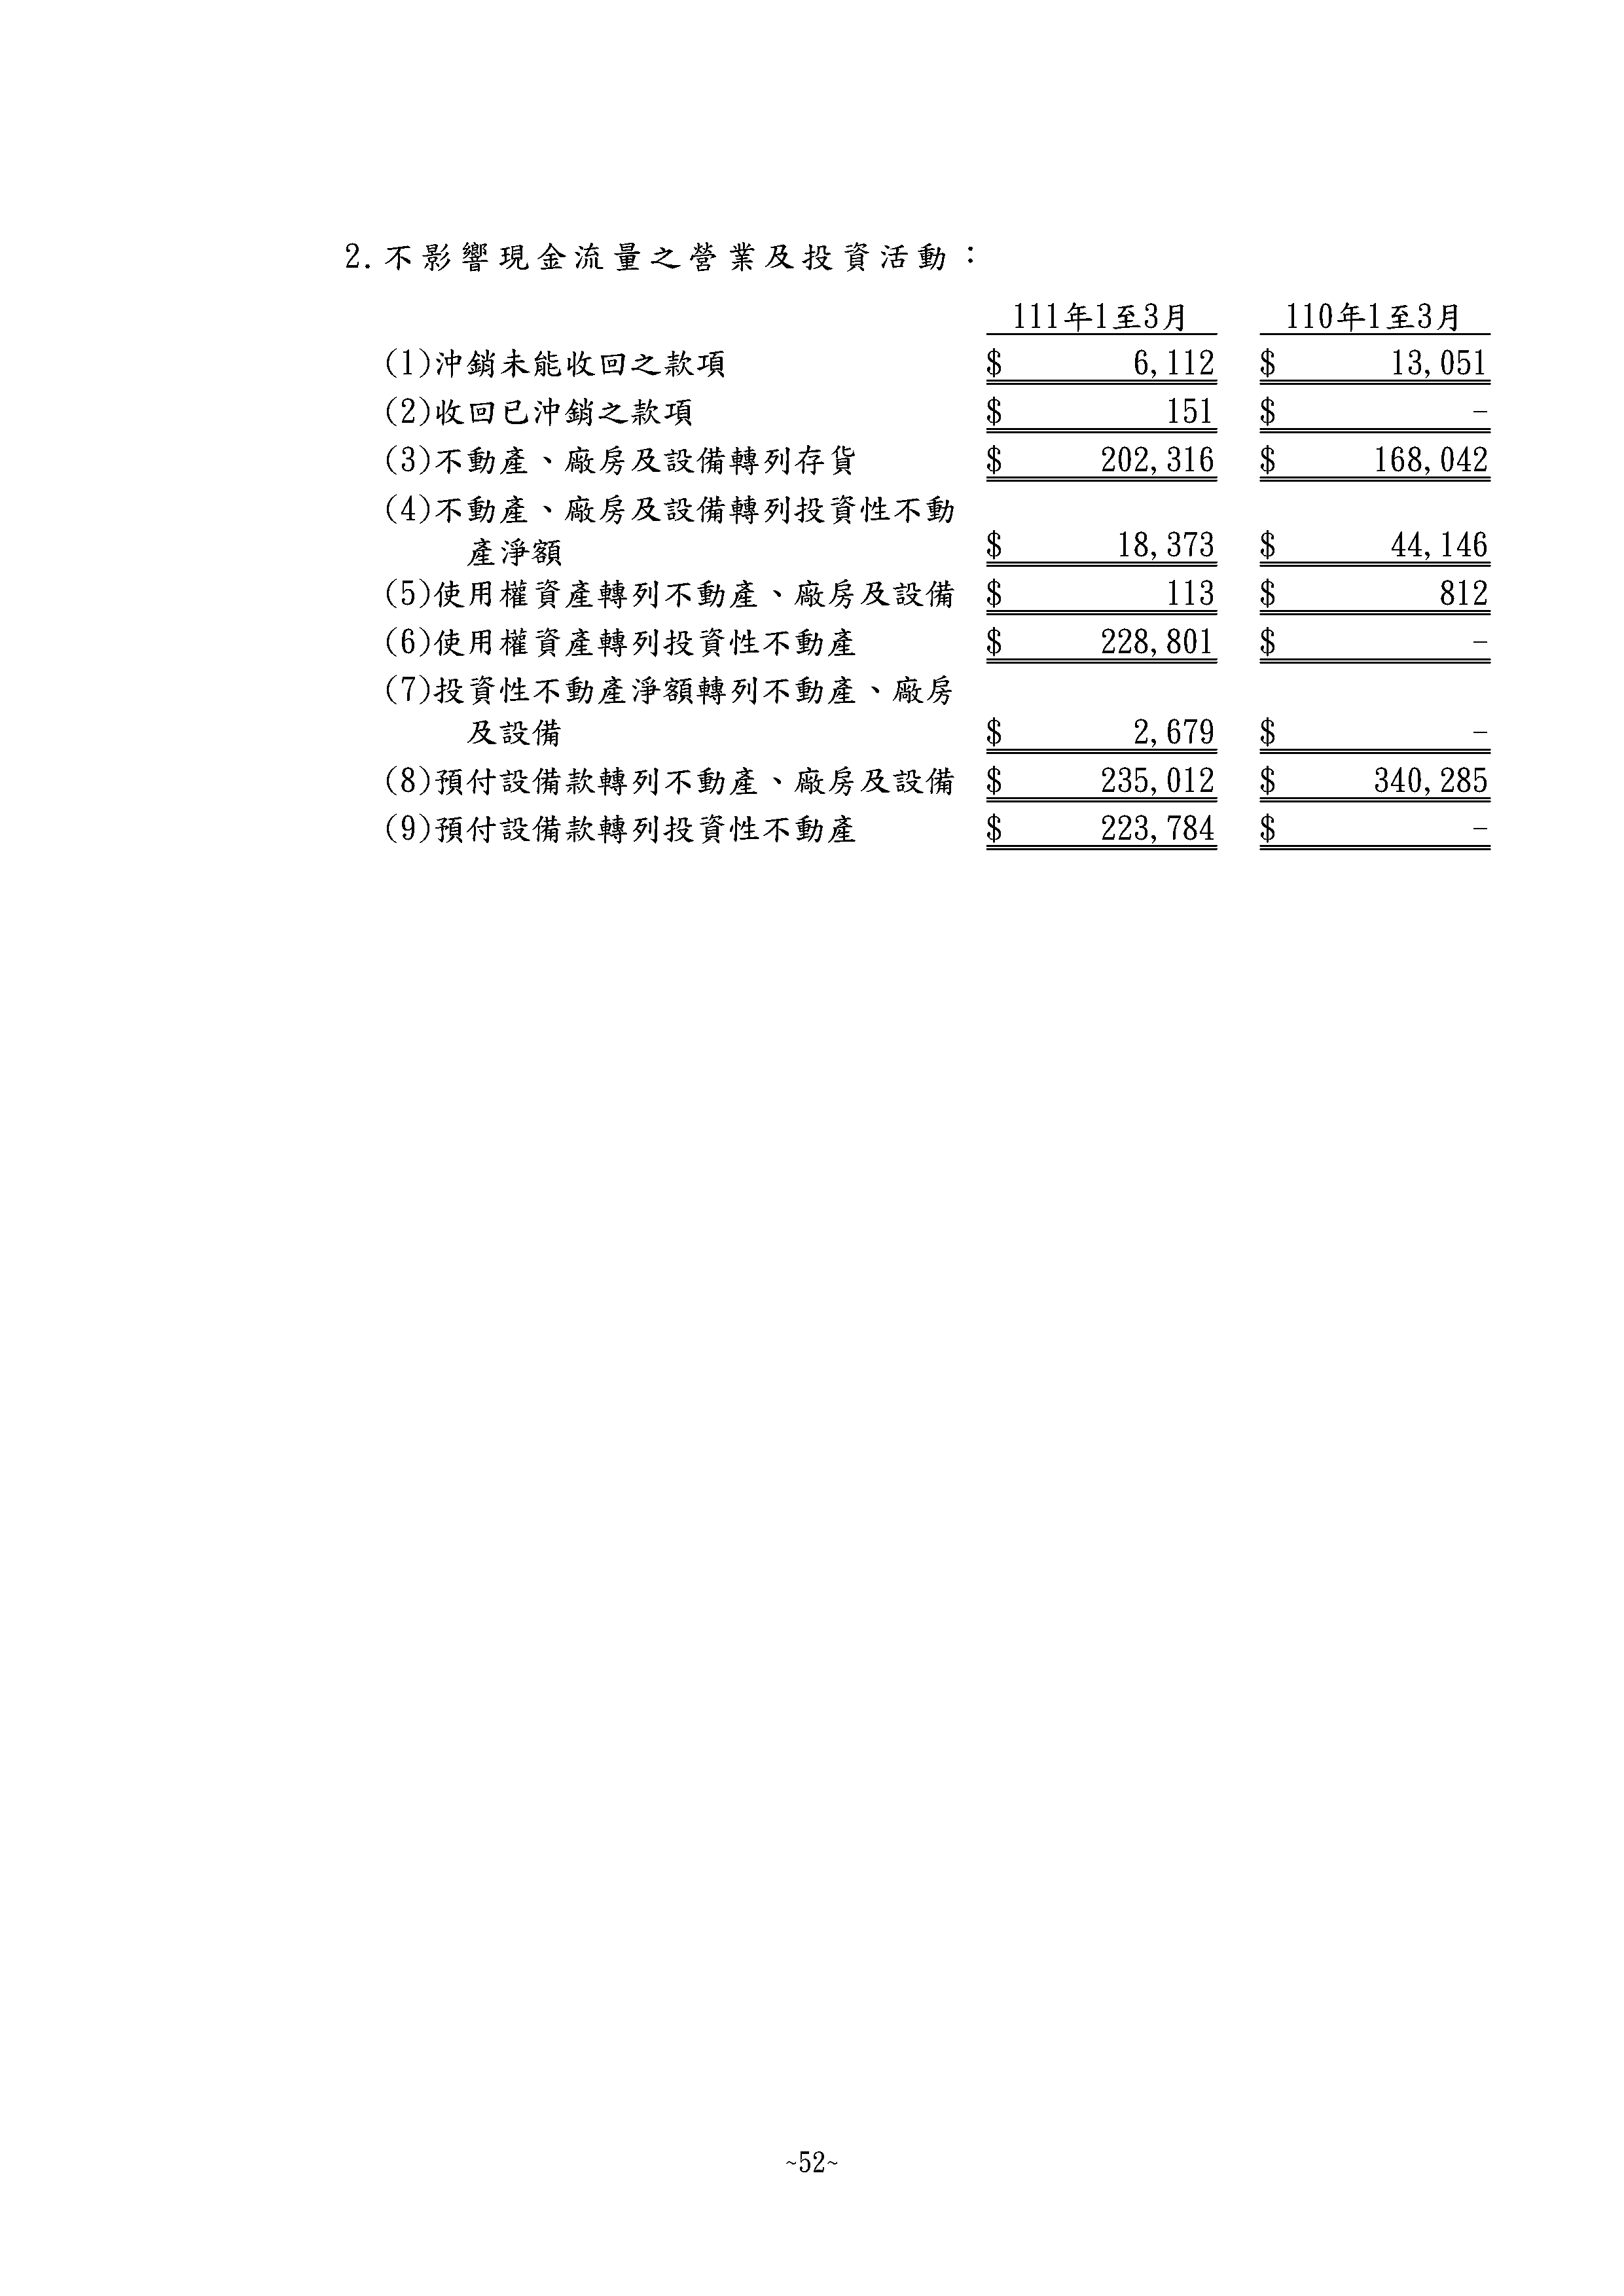 2.不影響現金流量之營業及投資活動：
111年1至3月 110年1至3月
(1)沖銷未能收回之款項 $ 6,112 $ 13,051
(2)收回已沖銷之款項 $ 151 $ -
(3)不動產、廠房及設備轉列存貨 $ 202,316 $ 168,042
(4)不動產、廠房及設備轉列投資性不動
產淨額 $ 18,373 $ 44,146
(5)使用權資產轉列不動產、廠房及設備 $ 113 $ 812
(6)使用權資產轉列投資性不動產 $ 228,801 $ -
(7)投資性不動產淨額轉列不動產、廠房
及設備 $ 2,679 $ -
(8)預付設備款轉列不動產、廠房及設備 $ 235,012 $ 340,285
(9)預付設備款轉列投資性不動產 $ 223,784 $ -
~52~